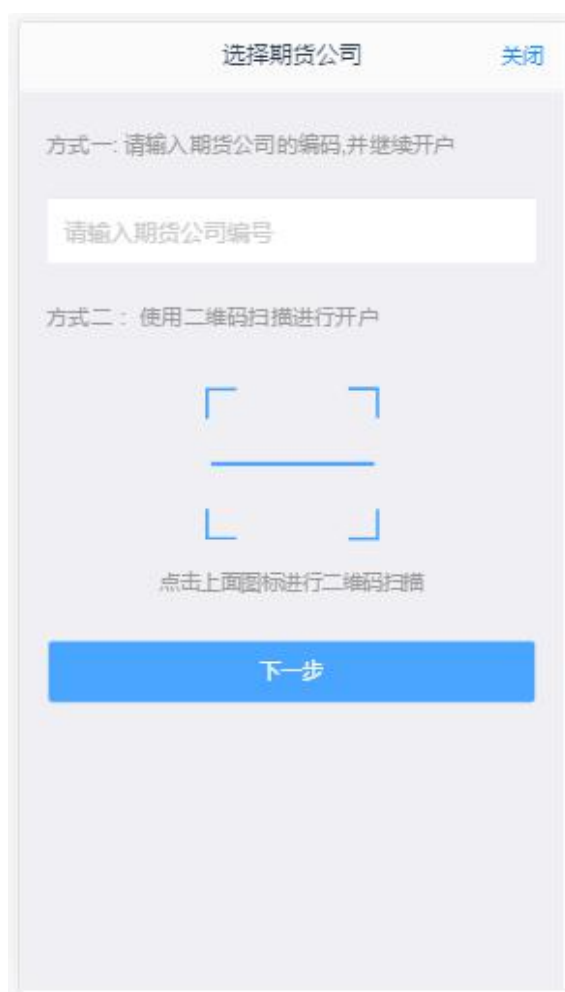 选择期货公司 关闭
方式一: 请输入期货公司的编码,并继续开户
请输入期货公司编号
方式二： 使用二维码扫描进行开户
点击上面图标进行二维码扫描
下一步